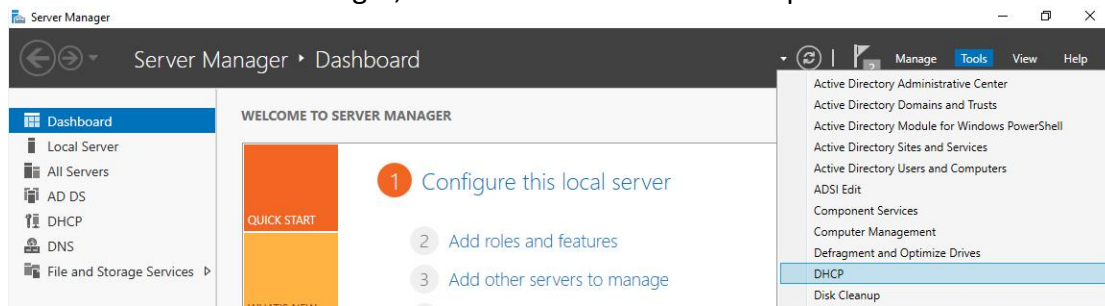 Server Manager
Server Manager • Dashboard
Manage Tools View Help
Dashboard
Local Server
All Servers
AD DS
DHCP
DNS
File and Storage Services
WELCOME TO SERVER MANAGER
QUICK START
1 Configure this local server
2 Add roles and features
3 Add other servers to manage
Active Directory Administrative Center
Active Directory Domains and Trusts
Active Directory Module for Windows PowerShell
Active Directory Sites and Services
Active Directory Users and Computers
ADSI Edit
Component Services
Computer Management
Defragment and Optimize Drives
DHCP
Disk Cleanup